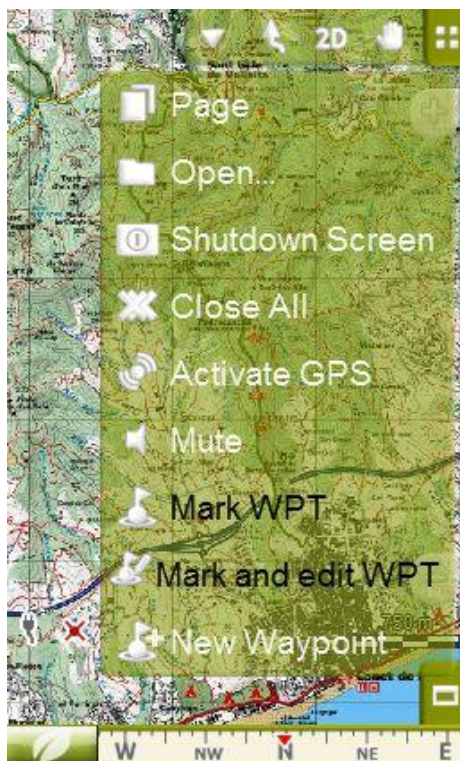 2D
Page
Open...
Shutdown Screen
Close All
Activate GPS
Mute
Mark WPT
Mark and edit WPT
750 m
New Waypoint
W NW N NE E